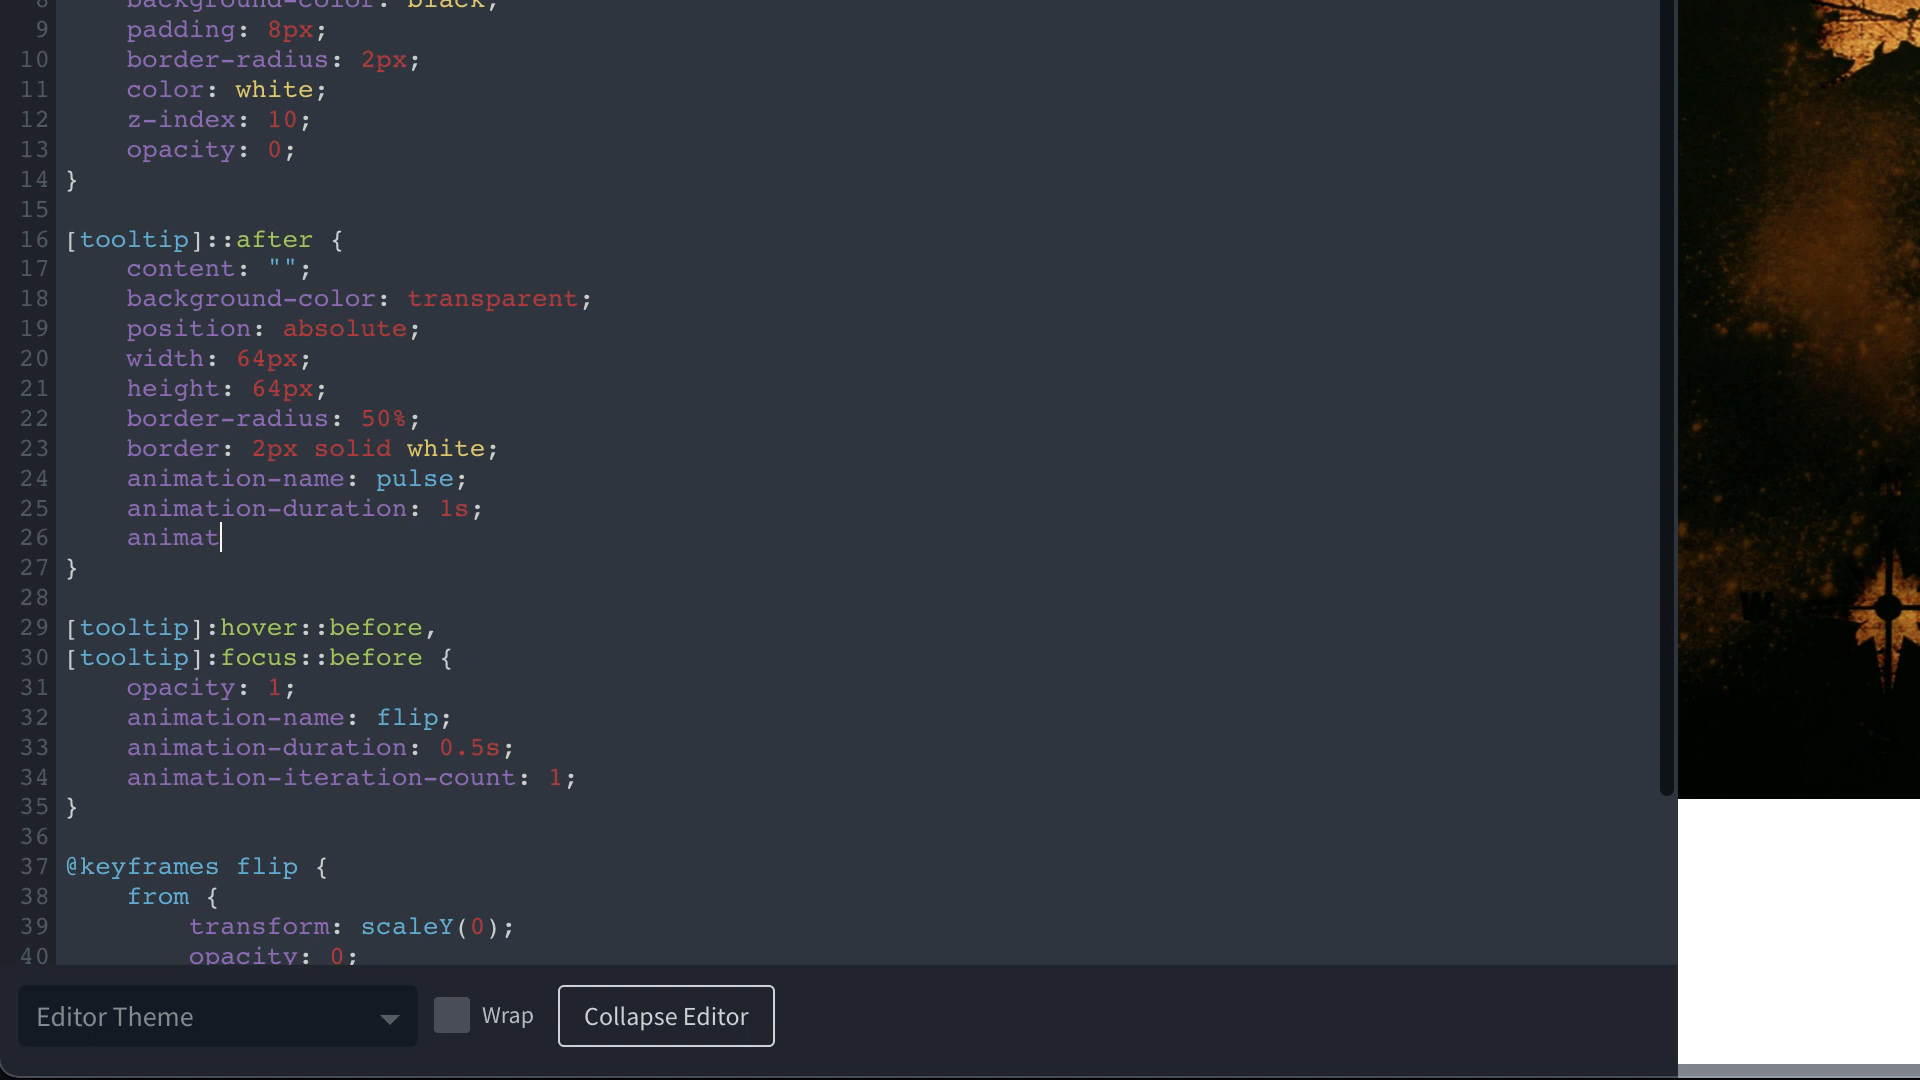 8 background-color: black;
9 padding: 8px;
10 border-radius: 2px;
11 color: white;
12 z-index: 10;
13 opacity: 0;
14 }
15
16 [tooltip]::after {
17 content: "";
18 background-color: transparent;
19 position: absolute;
20 width: 64px;
21 height: 64px;
22 border-radius: 50%;
23 border: 2px solid white;
24 animation-name: pulse;
25 animation-duration: 1s;
26 animat
27 }
28
29 [tooltip]:hover::before,
30 [tooltip]:focus::before {
31 opacity: 1;
32 animation-name: flip;
33 animation-duration: 0.5s;
34 animation-iteration-count: 1;
35 }
36
37 @keyframes flip {
38 from {
39 transform: scaleY(0);
40 opacity: 0;
Editor Theme
Wrap
Collapse Editor
W